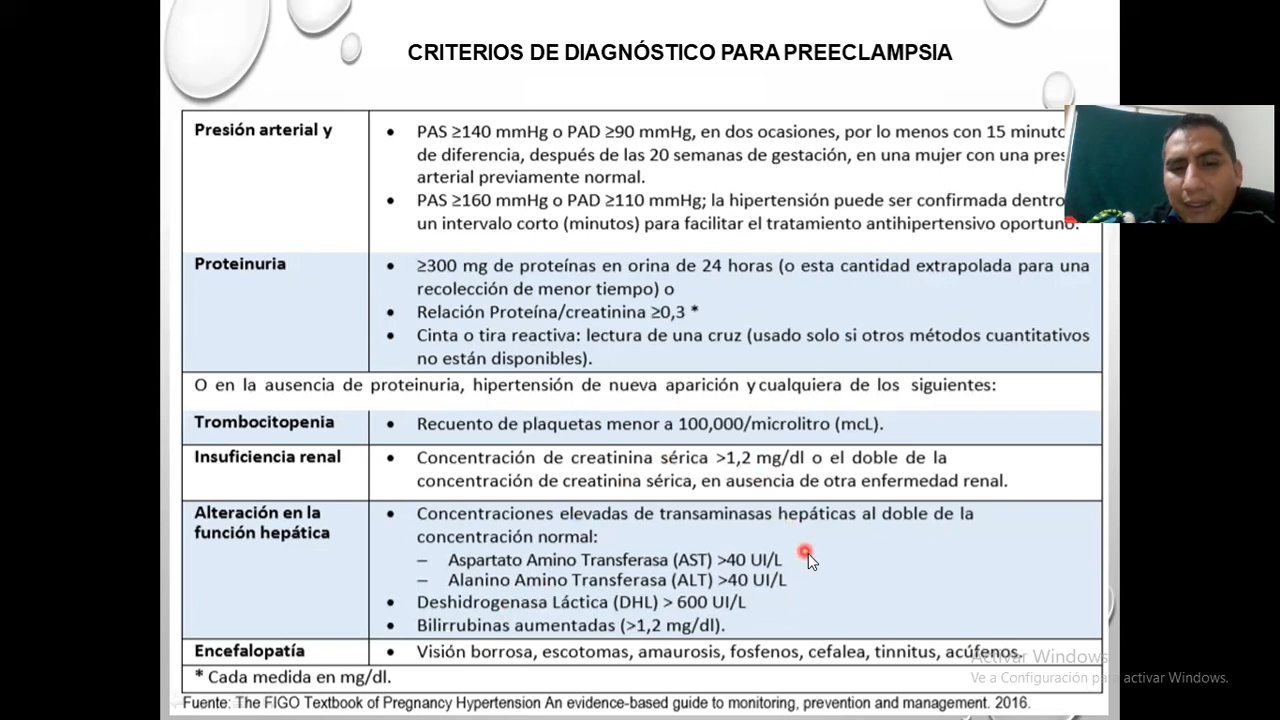 CRITERIOS DE DIAGNÓSTICO PARA PREECLAMPSIA
Presión arterial y
• PAS ≥140 mmHg o PAD ≥90 mmHg, en dos ocasiones, por lo menos con 15
de diferencia, después de las 20 semanas de gestación, en una mujer con una
arterial previamente normal.
• PAS ≥160 mmHg o PAD ≥110 mmHg; la hipertensión puede ser confirmada dentro
un intervalo corto (minutos) para facilitar el tratamiento antihipertensivo oportuno.
Proteinuria
• ≥300 mg de proteínas en orina de 24 horas (o esta cantidad extrapolada para una
recolección de menor tiempo) o
• Relación Proteína/creatinina ≥0,3 *
• Cinta o tira reactiva: lectura de una cruz (usado solo si otros métodos cuantitativos
no están disponibles).
O en la ausencia de proteinuria, hipertensión de nueva aparición y cualquiera de los siguientes:
Trombocitopenia
• Recuento de plaquetas menor a 100,000/microlitro (mcL).
Insuficiencia renal
• Concentración de creatinina sérica >1,2 mg/dl o el doble de la
concentración de creatinina sérica, en ausencia de otra enfermedad renal.
Alteración en la
función hepática
• Concentraciones elevadas de transaminasas hepáticas al doble de la
concentración normal:
– Aspartato Amino Transferasa (AST) >40 UI/L
– Alanino Amino Transferasa (ALT) >40 UI/L
• Deshidrogenasa Láctica (DHL) > 600 UI/L
• Bilirrubinas aumentadas (>1,2 mg/dl).
Encefalopatía
• Visión borrosa, escotomas, amaurosis, fosfenos, cefalea, tinnitus, acúfenos.
* Cada medida en mg/dl.
Fuente: The FIGO Textbook of Pregnancy Hypertension An evidence-based guide to monitoring, prevention and management. 2016.
Activar Windows
Ve a Configuración para activar Windows.